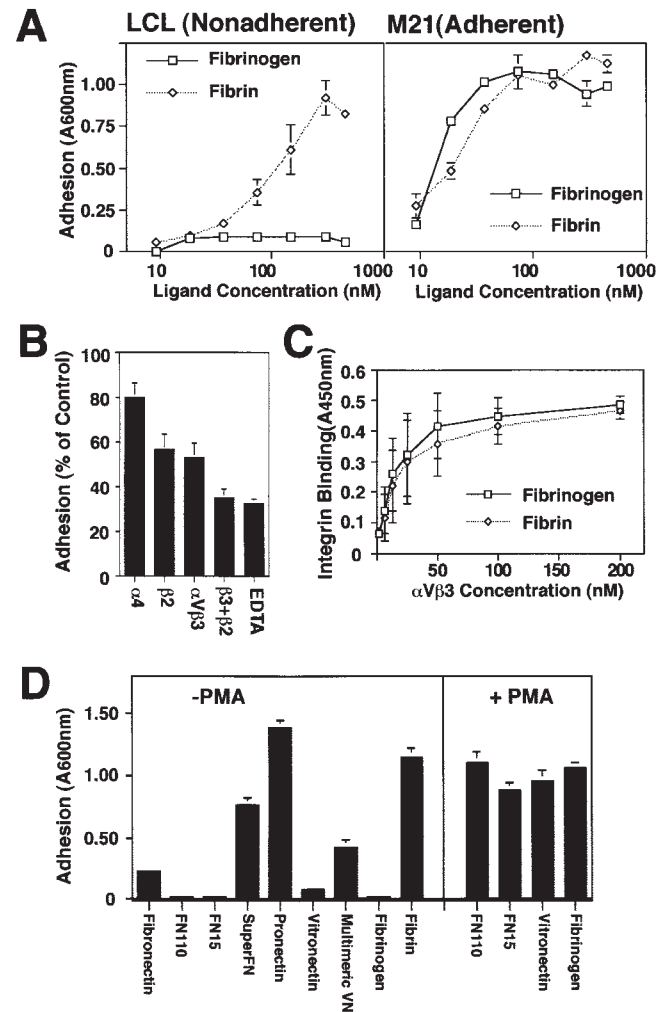 A
LCL (Nonadherent)
M21(Adherent)
Fibrinogen
Fibrin
1.00
0.75
0.50
0.25
0
Adhesion (A600nm)
10
100
1000
Ligand Concentration (nM)
Fibrinogen
Fibrin
10
100
1000
Ligand Concentration (nM)
B
100
80
60
40
20
0
Adhesion (% of Control)
α4
β2
αVβ3
β3+β2
EDTA
C
0.6
0.5
0.4
0.3
0.2
0.1
0
Integrin Binding(A450nm)
Fibrinogen
Fibrin
50
100
150
200
αVβ3 Concentration (nM)
D
-PMA
+ PMA
1.50
1.00
0.50
0
Adhesion (A600nm)
Fibronectin
FN110
FN15
SuperFN
Pronectin
Vitronectin
Multimeric VN
Fibrinogen
Fibrin
FN110
FN15
Vitronectin
Fibrinogen